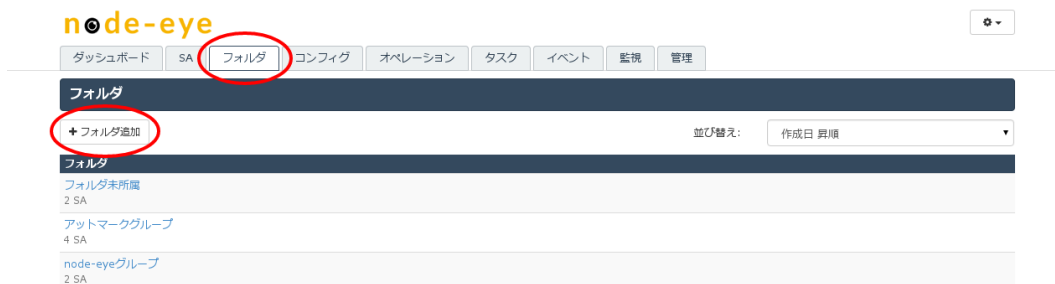 node-eye
ダッシュボード SA フォルダ コンフィグ オペレーション タスク イベント 監視 管理
フォルダ
+ フォルダ追加 並び替え: 作成日 昇順
フォルダ
フォルダ未所属
2 SA
アットマークグループ
4 SA
node-eyeグループ
2 SA